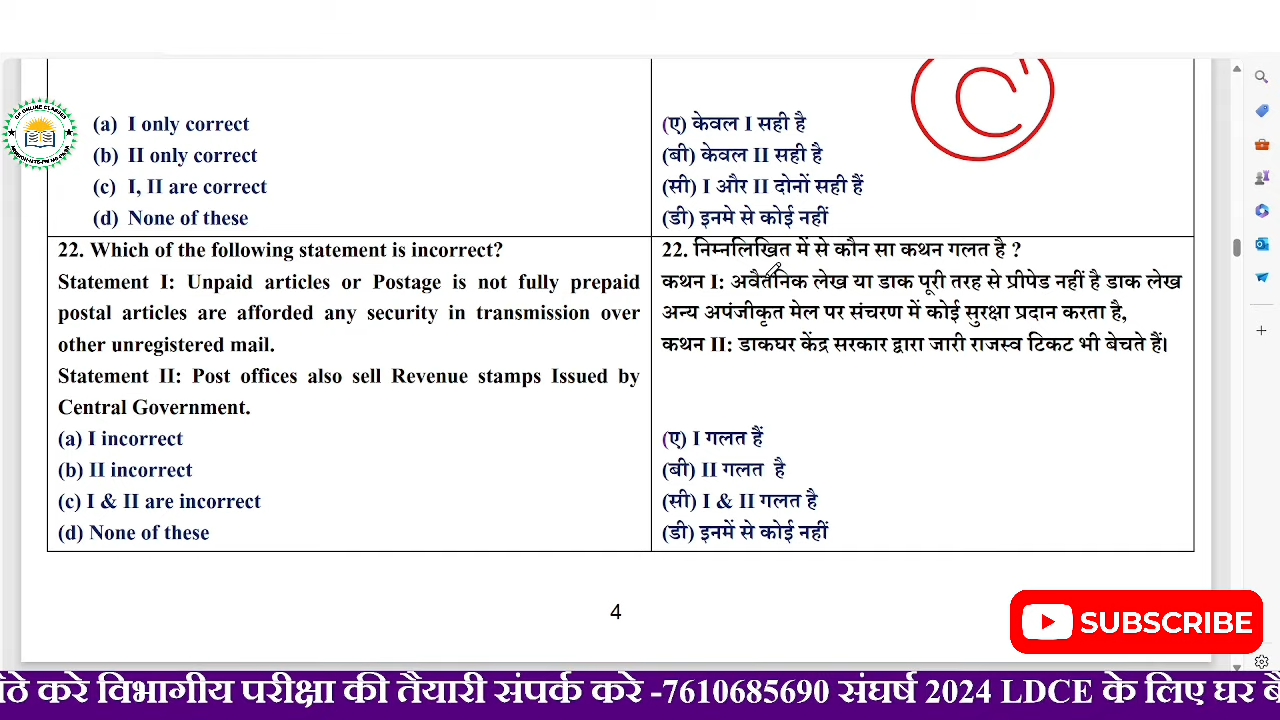 (a) I only correct
(b) II only correct
(c) I, II are correct
(d) None of these
(ए) केवल I सही है
(बी) केवल II सही है
(सी) I और II दोनों सही हैं
(डी) इनमे से कोई नहीं
C
22. Which of the following statement is incorrect?
Statement I: Unpaid articles or Postage is not fully prepaid
postal articles are afforded any security in transmission over
other unregistered mail.
Statement II: Post offices also sell Revenue stamps Issued by
Central Government.
(a) I incorrect
(b) II incorrect
(c) I & II are incorrect
(d) None of these
22. निम्नलिखित में से कौन सा कथन गलत है ?
कथन I: अवैतनिक लेख या डाक पूरी तरह से प्रीपेड नहीं है डाक लेख
अन्य अपंजीकृत मेल पर संचरण में कोई सुरक्षा प्रदान करता है,
कथन II: डाकघर केंद्र सरकार द्वारा जारी राजस्व टिकट भी बेचते हैं।
(ए) I गलत हैं
(बी) II गलत है
(सी) I & II गलत है
(डी) इनमें से कोई नहीं
4
SUBSCRIBE
ठे करे विभागीय परीक्षा की तैयारी संपर्क करे -7610685690 संघर्ष 2024 LDCE के लिए घर